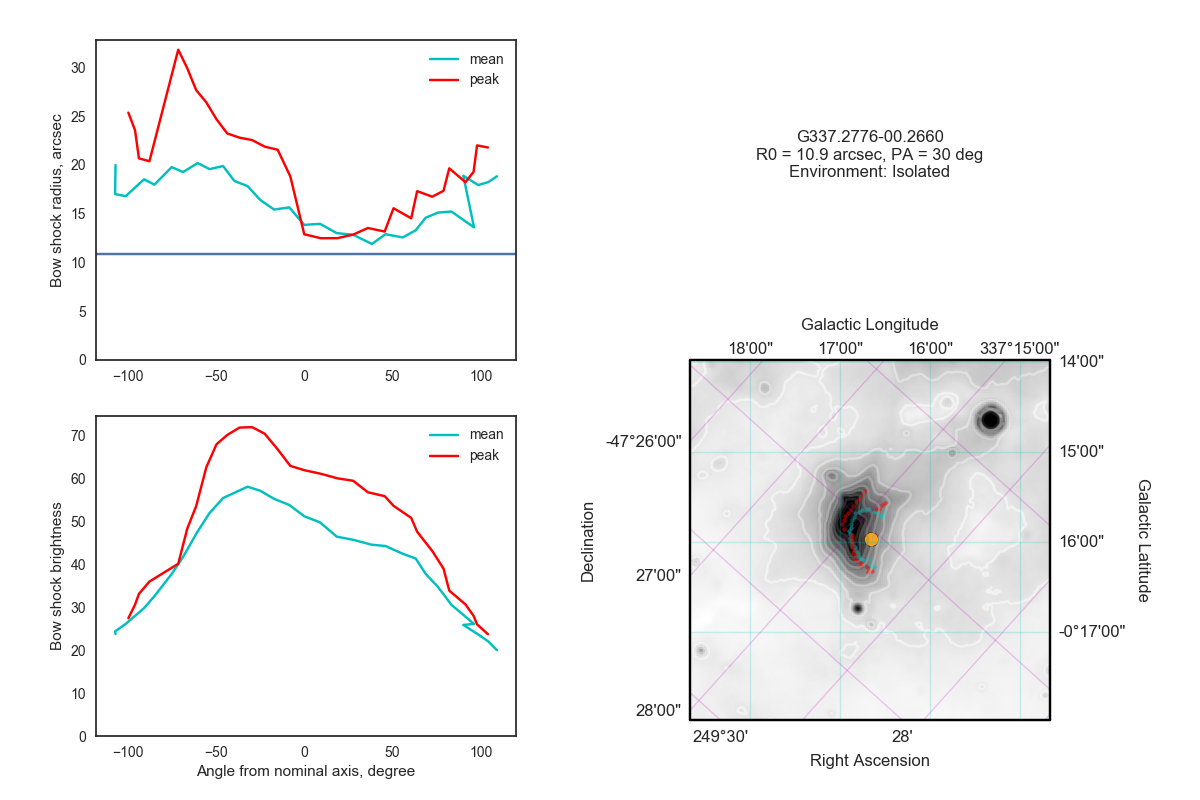 mean
peak
30
25
20
15
10
5
0
Bow shock radius, arcsec
−100
−50
0
50
100
mean
peak
70
60
50
40
30
20
10
0
Bow shock brightness
−100
−50
0
50
100
Angle from nominal axis, degree
G337.2776-00.2660
R0 = 10.9 arcsec, PA = 30 deg
Environment: Isolated
Galactic Longitude
18'00" 17'00" 16'00" 337°15'00"
14'00"
15'00"
16'00"
-0°17'00"
Galactic Latitude
-47°26'00"
27'00"
28'00"
Declination
249°30' 28'
Right Ascension